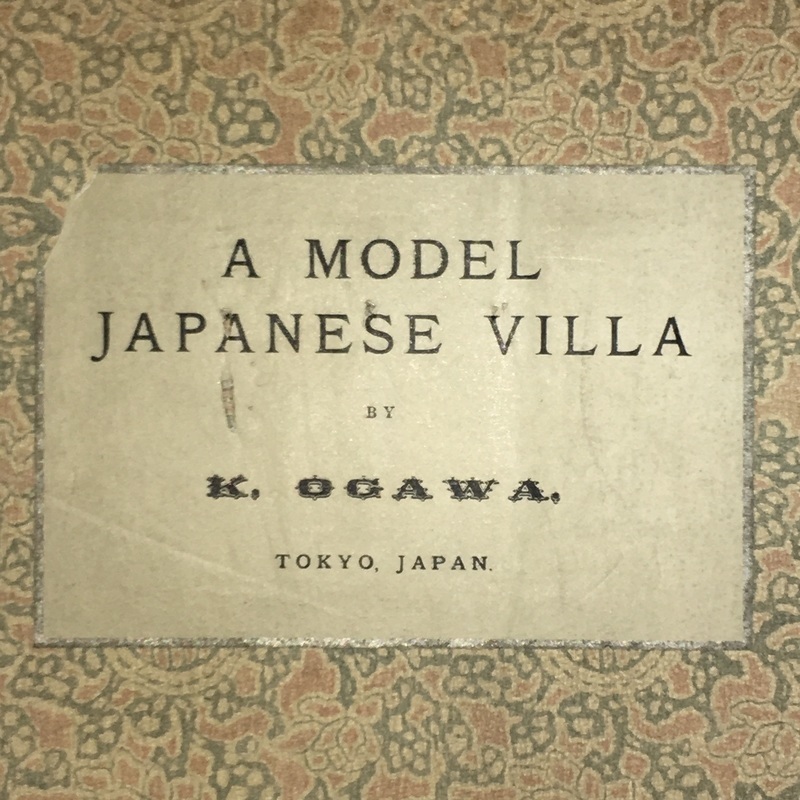 A MODEL
JAPANESE VILLA
BY
K. OGAWA.
TOKYO, JAPAN.